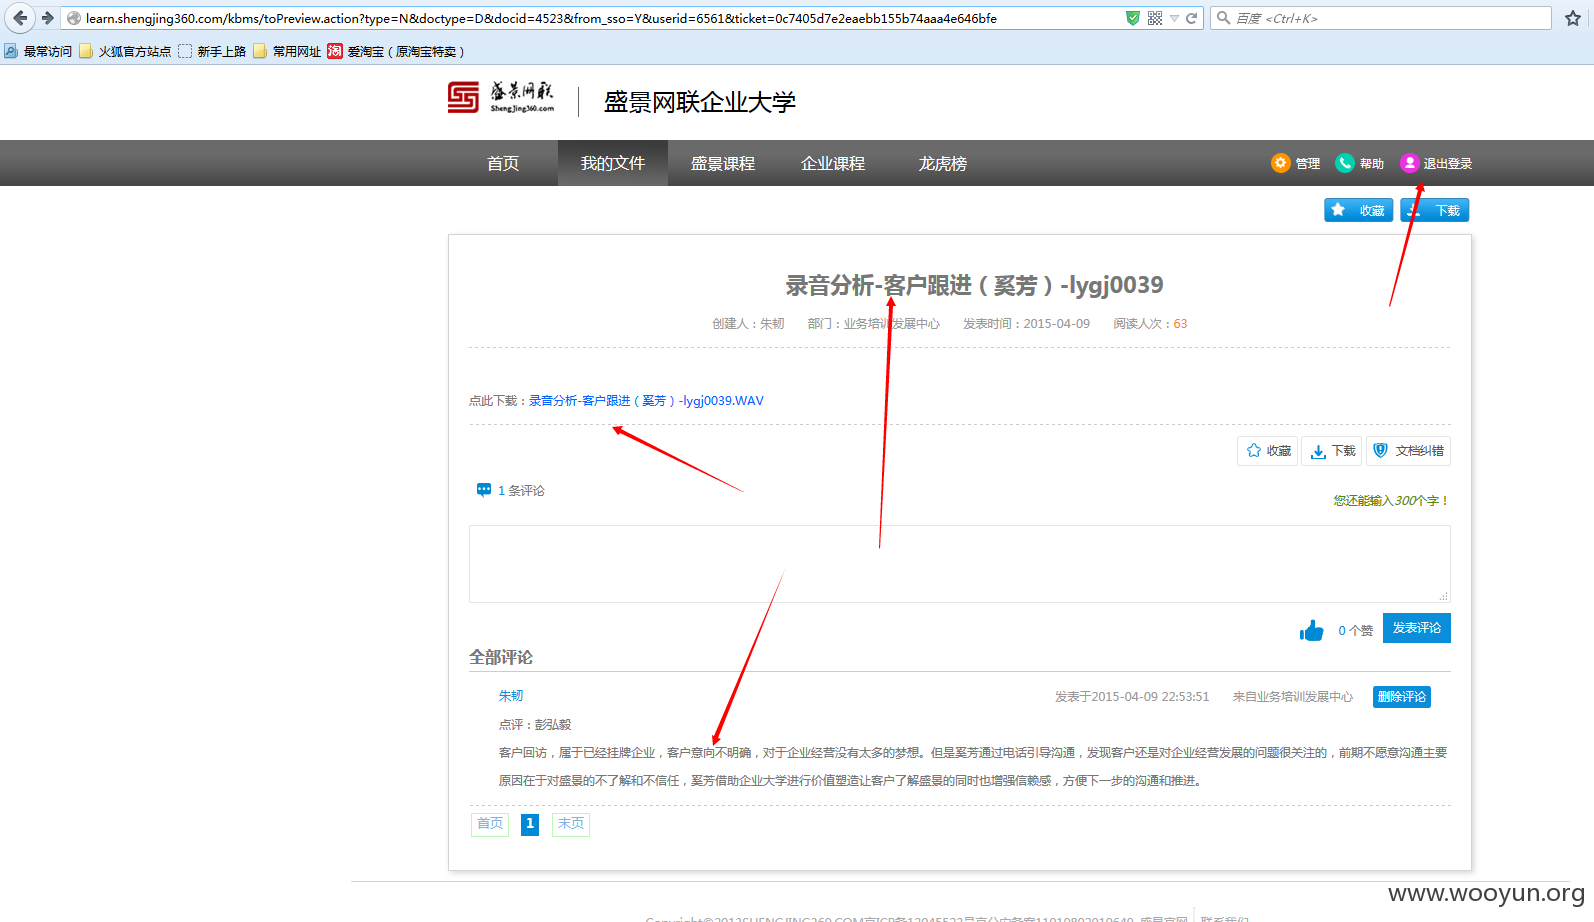 learn.shengjing360.com/kbms/toPreview.action?type=N&doctype=D&docid=4523&from_sso=Y&userid=6561&ticket=0c7405d7e2eaebb155b74aaa4e646bfe
百度 <Ctrl+K>
最常访问 火狐官方站点 新手上路 常用网址 淘 爱淘宝（原淘宝特卖）
盛景网联
ShengJing360.com
盛景网联企业大学
首页 我的文件 盛景课程 企业课程 龙虎榜 管理 帮助 退出登录
收藏 下载
录音分析-客户跟进（奚芳）-lygj0039
创建人：朱韧 部门：业务培训发展中心 发表时间：2015-04-09 阅读人次：63
点此下载：录音分析-客户跟进（奚芳）-lygj0039.WAV
收藏 下载 文档纠错
1 条评论
您还能输入300个字！
0 个赞 发表评论
全部评论
朱韧 发表于2015-04-09 22:53:51 来自业务培训发展中心 删除评论
点评：彭弘毅
客户回访，属于已经挂牌企业，客户意向不明确，对于企业经营没有太多的梦想。但是奚芳通过电话引导沟通，发现客户还是对企业经营发展的问题很关注的，前期不愿意沟通主要
原因在于对盛景的不了解和不信任，奚芳借助企业大学进行价值塑造让客户了解盛景的同时也增强信赖感，方便下一步的沟通和推进。
首页 1 末页
www.wooyun.org